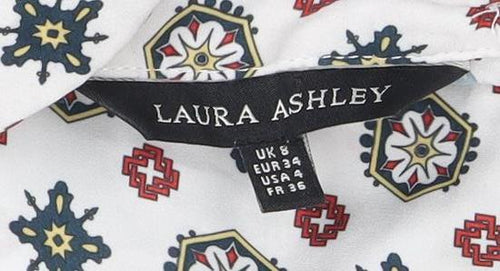 LAURA ASHLEY
UK 8
EUR 34
USA 4
FR 36